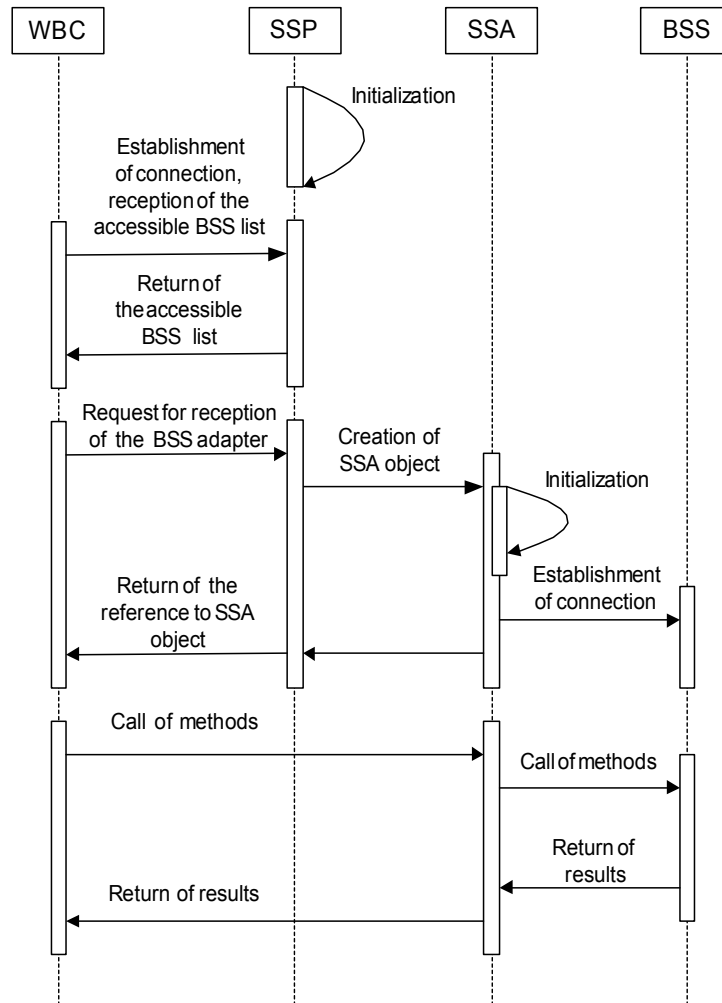 WBC
SSP
SSA
BSS
Initialization
Establishment
of connection,
reception of the
accessible BSS list
Return of
the accessible
BSS list
Request for reception
of the BSS adapter
Creation of
SSA object
Initialization
Return of the
reference to SSA
object
Establishment
of connection
Call of methods
Call of methods
Return of
results
Return of results